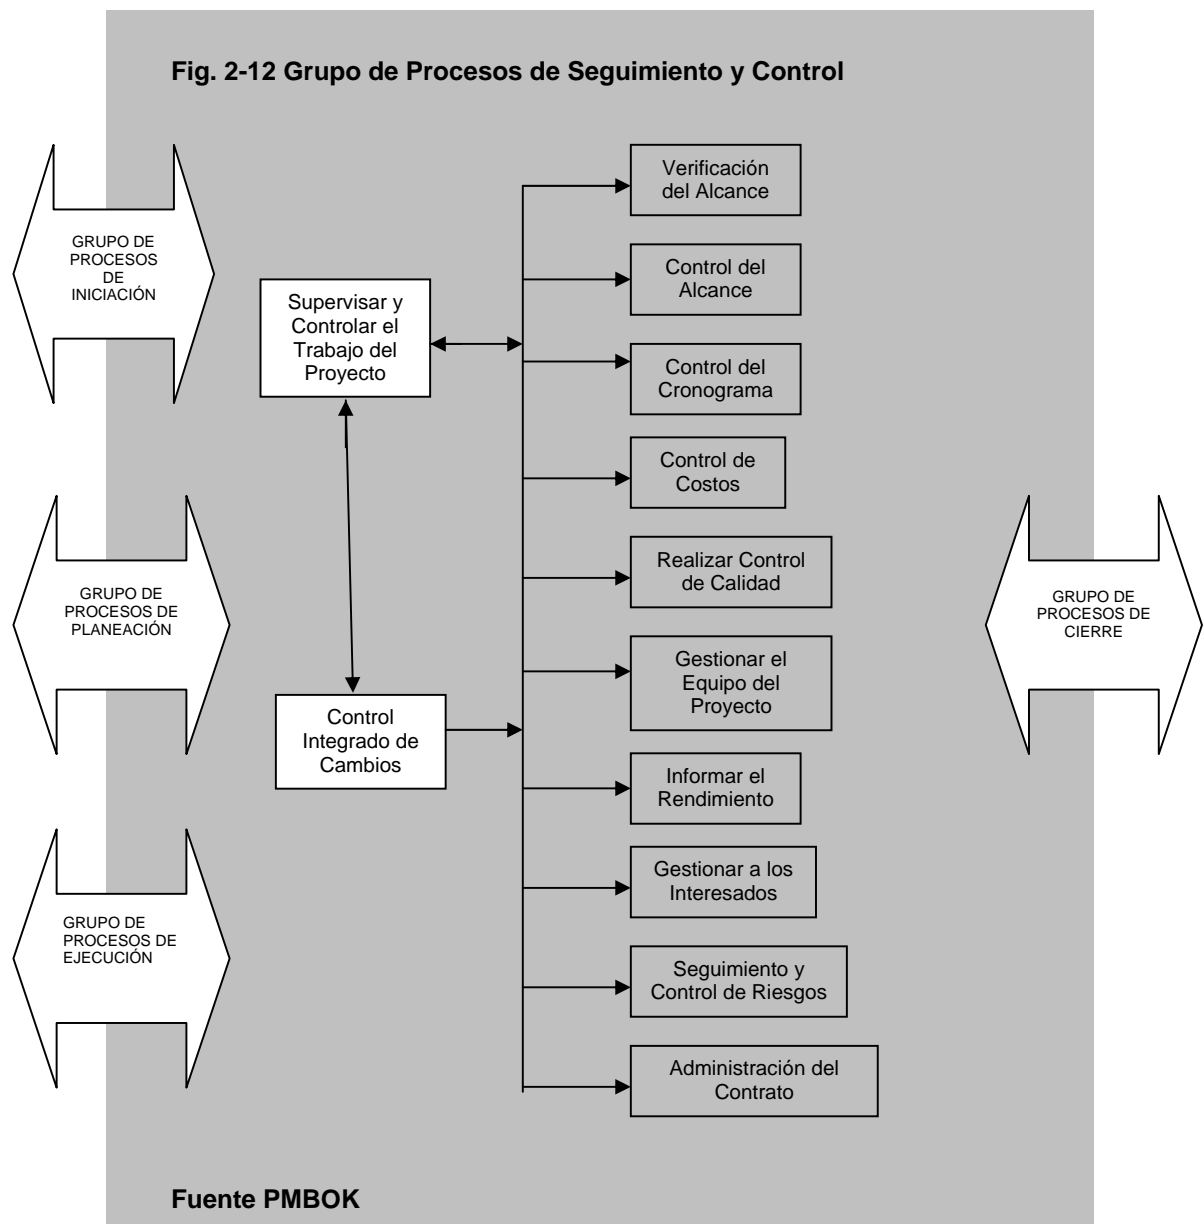 Fig. 2-12 Grupo de Procesos de Seguimiento y Control
GRUPO DE
PROCESOS
DE
INICIACIÓN
GRUPO DE
PROCESOS DE
PLANEACIÓN
GRUPO DE
PROCESOS DE
EJECUCIÓN
Supervisar y
Controlar el
Trabajo del
Proyecto
Control
Integrado de
Cambios
Verificación
del Alcance
Control del
Alcance
Control del
Cronograma
Control de
Costos
Realizar Control
de Calidad
Gestionar el
Equipo del
Proyecto
Informar el
Rendimiento
Gestionar a los
Interesados
Seguimiento y
Control de Riesgos
Administración del
Contrato
GRUPO DE
PROCESOS DE
CIERRE
Fuente PMBOK